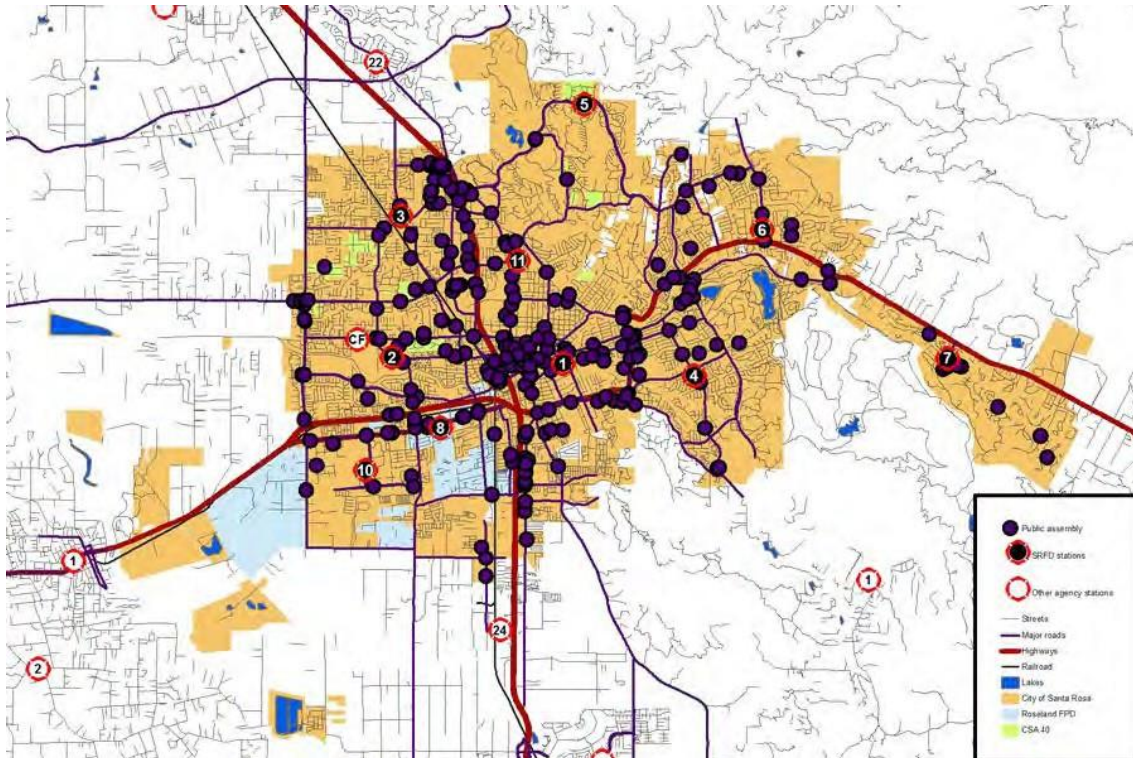 22
5
3
6
11
CF
2
1
7
4
8
10
1
1
24
2
Public assembly
SRFD stations
Other agency stations
Streets
Major roads
Highways
Railroad
Lakes
City of Santa Rosa
Roseland FPD
CSA 40